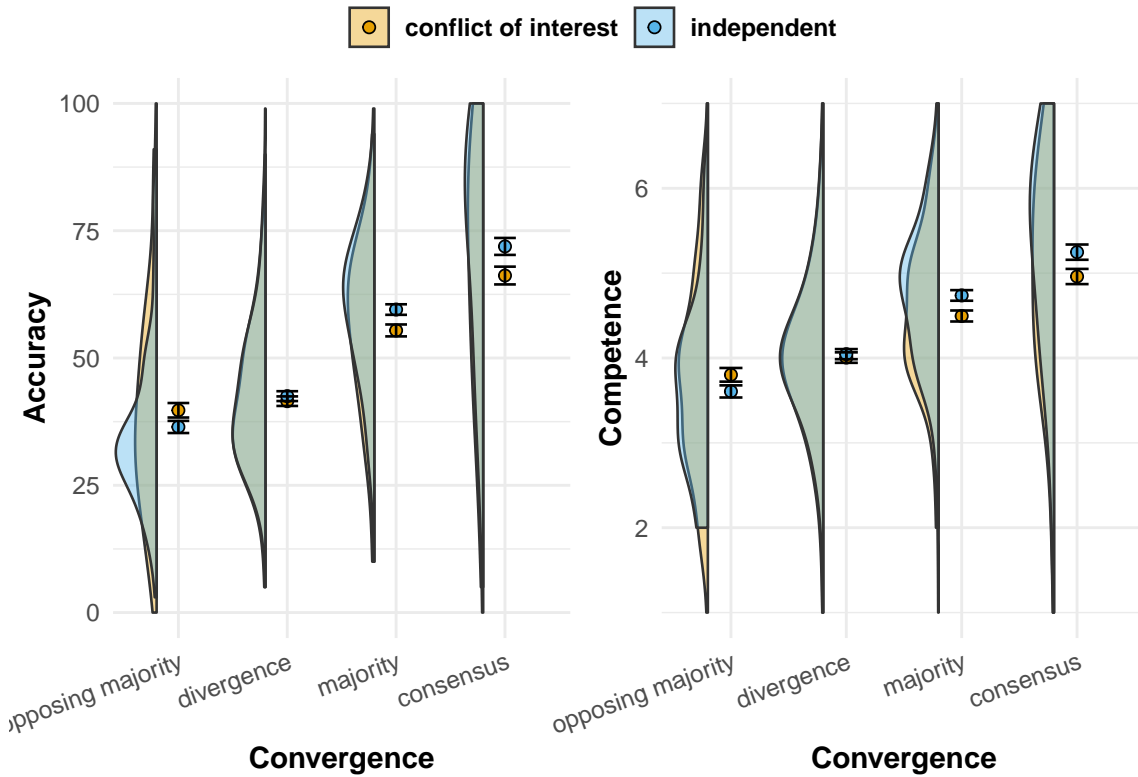 conflict of interest independent
Accuracy
100
75
50
25
0
opposing majority
divergence
majority
consensus
Convergence
Competence
6
4
2
opposing majority
divergence
majority
consensus
Convergence